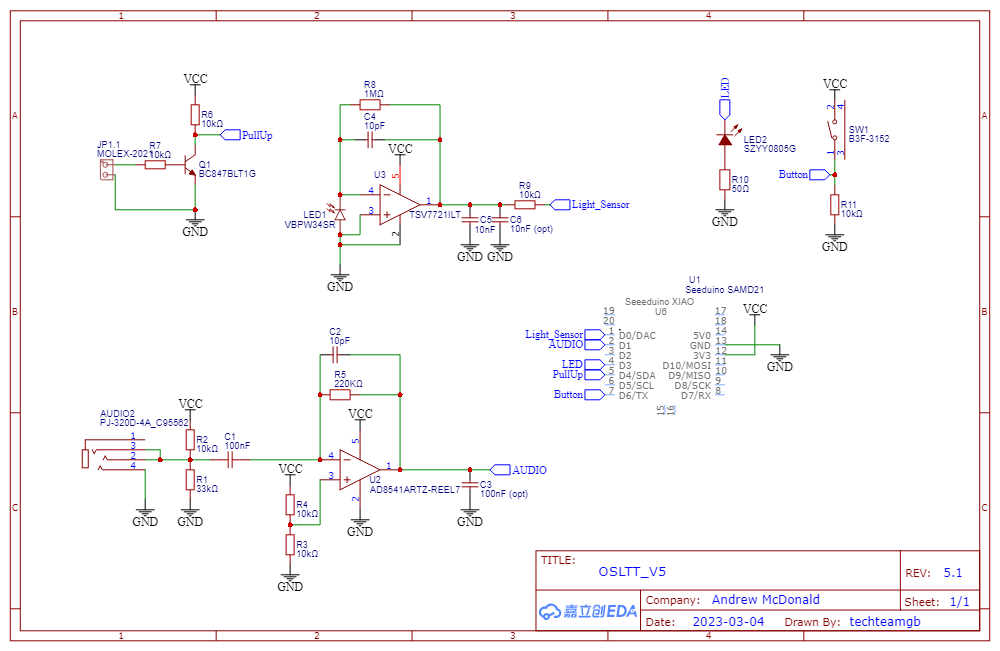 1 2 3 4
A
B
C
VCC
R6
10kΩ
PullUp
JP1.1
MOLEX-2021
R7
10kΩ
Q1
BC847BLT1G
GND
R8
1MΩ
C4
10pF
VCC
5
U3
4
3
1
2
TSV7721ILT
LED1
VBPW34SR
GND
R9
10kΩ
Light_Sensor
C5
10nF
C6
10nF (opt)
GND
GND
LED
LED2
SZYY0805G
R10
50Ω
GND
VCC
2 4
SW1
B3F-3152
1 3
Button
R11
10kΩ
GND
U1
Seeduino SAMD21
Seeeduino XIAO
U6
VCC
19
20
Light_Sensor 1 D0/DAC
AUDIO 2 D1
3 D2
LED 4 D3
PullUp 5 D4/SDA
6 D5/SCL
Button 7 D6/TX
17
18
5V0 14
GND 13
3V3 12
D10/MOSI 11
D9/MISO 10
D8/SCK 9
D7/RX 8
15 16
GND
C2
10pF
R5
220KΩ
AUDIO2
PJ-320D-4A_C95562
1
3
2
4
GND
VCC
R2
10kΩ
R1
33kΩ
GND
C1
100nF
VCC
R4
10kΩ
R3
10kΩ
GND
VCC
5
4
3
1
2
U2
AD8541ARTZ-REEL7
GND
AUDIO
C3
100nF (opt)
GND
TITLE:
OSLTT_V5
REV: 5.1
嘉立创EDA
Company: Andrew McDonald
Sheet: 1/1
Date: 2023-03-04 Drawn By: techteamgb
A
B
C
1 2 3 4